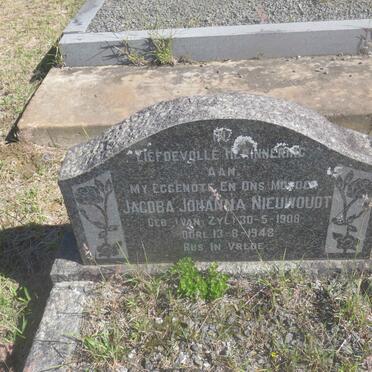 LIEFDEVOLLE HERINNERING
AAN
MY EGGENOTE EN ONS MOEDER
JACOBA JOHANNA NIEUWOUDT
GEB (VAN ZYL) 30-5-1908
OORL 13-8-1948
RUS IN VREDE